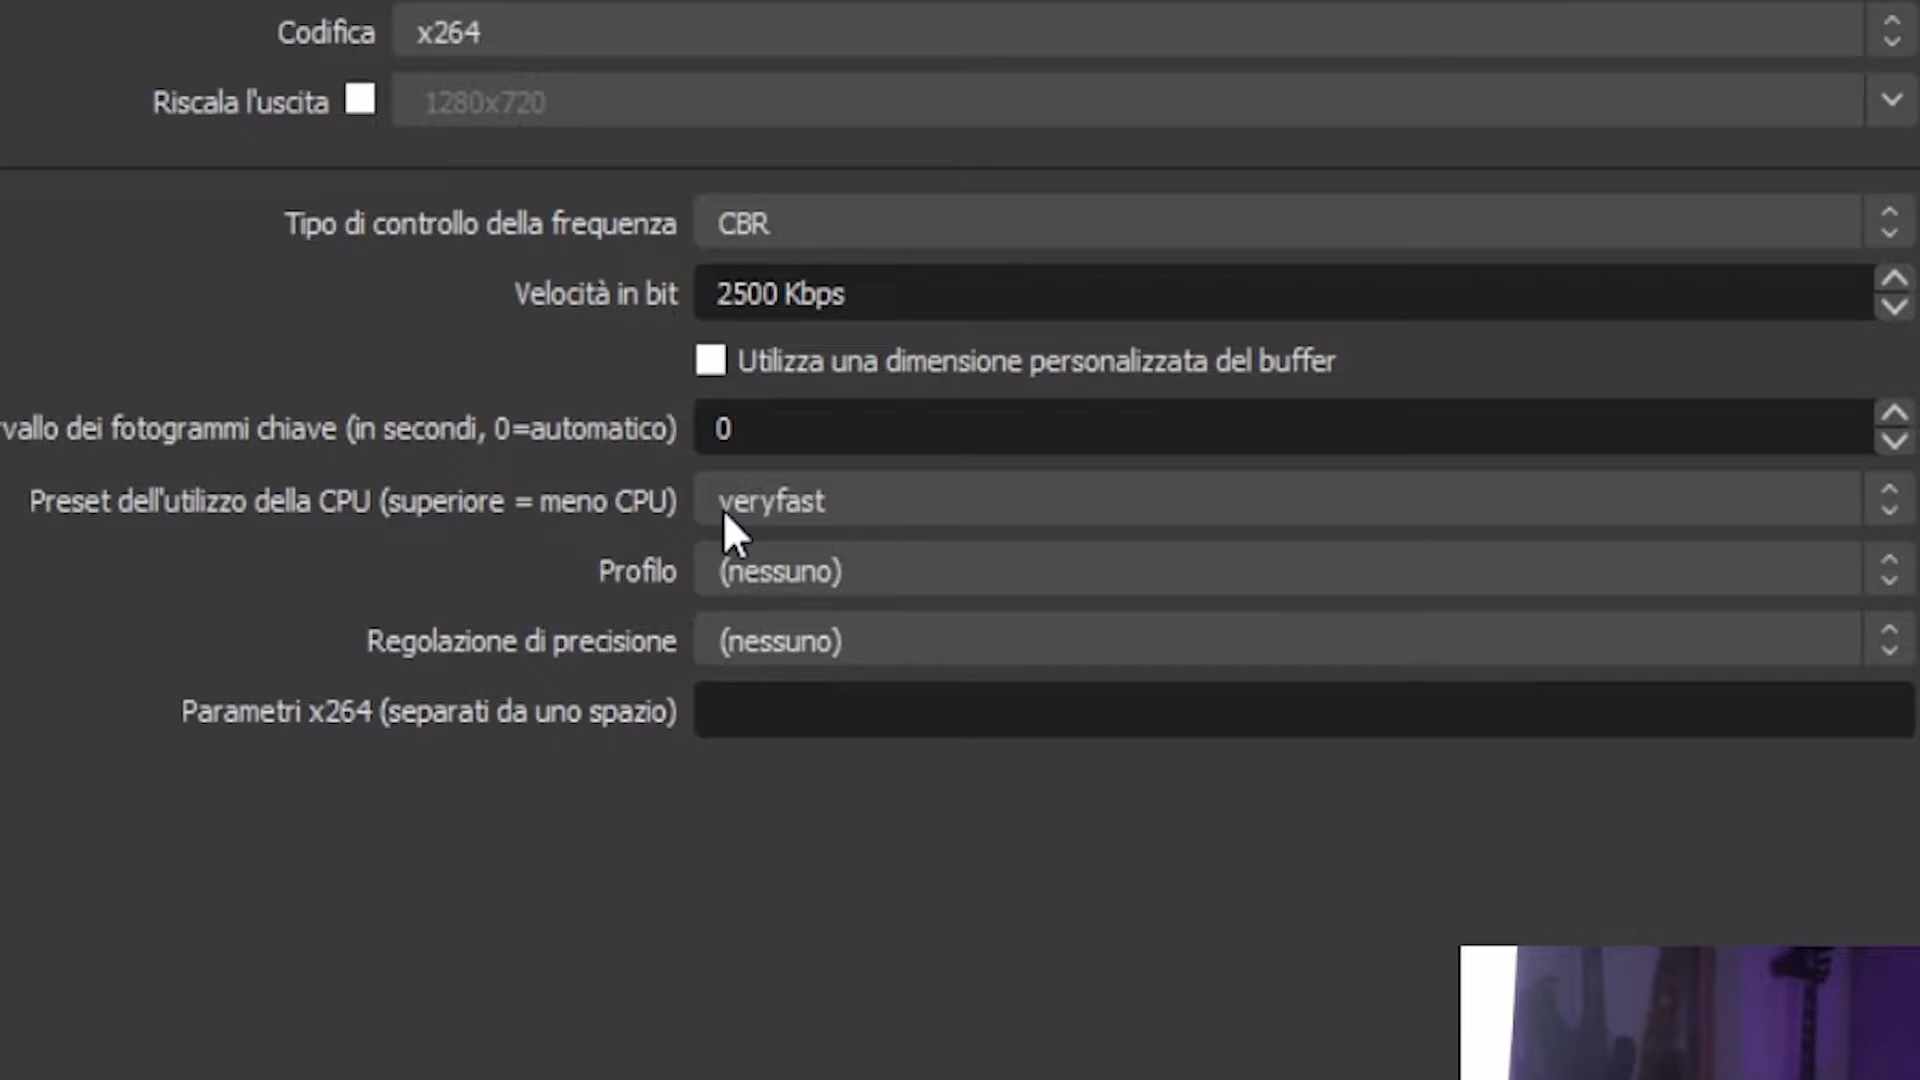 Codifica x264
Riscala l'uscita 1280x720
Tipo di controllo della frequenza CBR
Velocità in bit 2500 Kbps
Utilizza una dimensione personalizzata del buffer
vallo dei fotogrammi chiave (in secondi, 0=automatico) 0
Preset dell'utilizzo della CPU (superiore = meno CPU) veryfast
Profilo (nessuno)
Regolazione di precisione (nessuno)
Parametri x264 (separati da uno spazio)